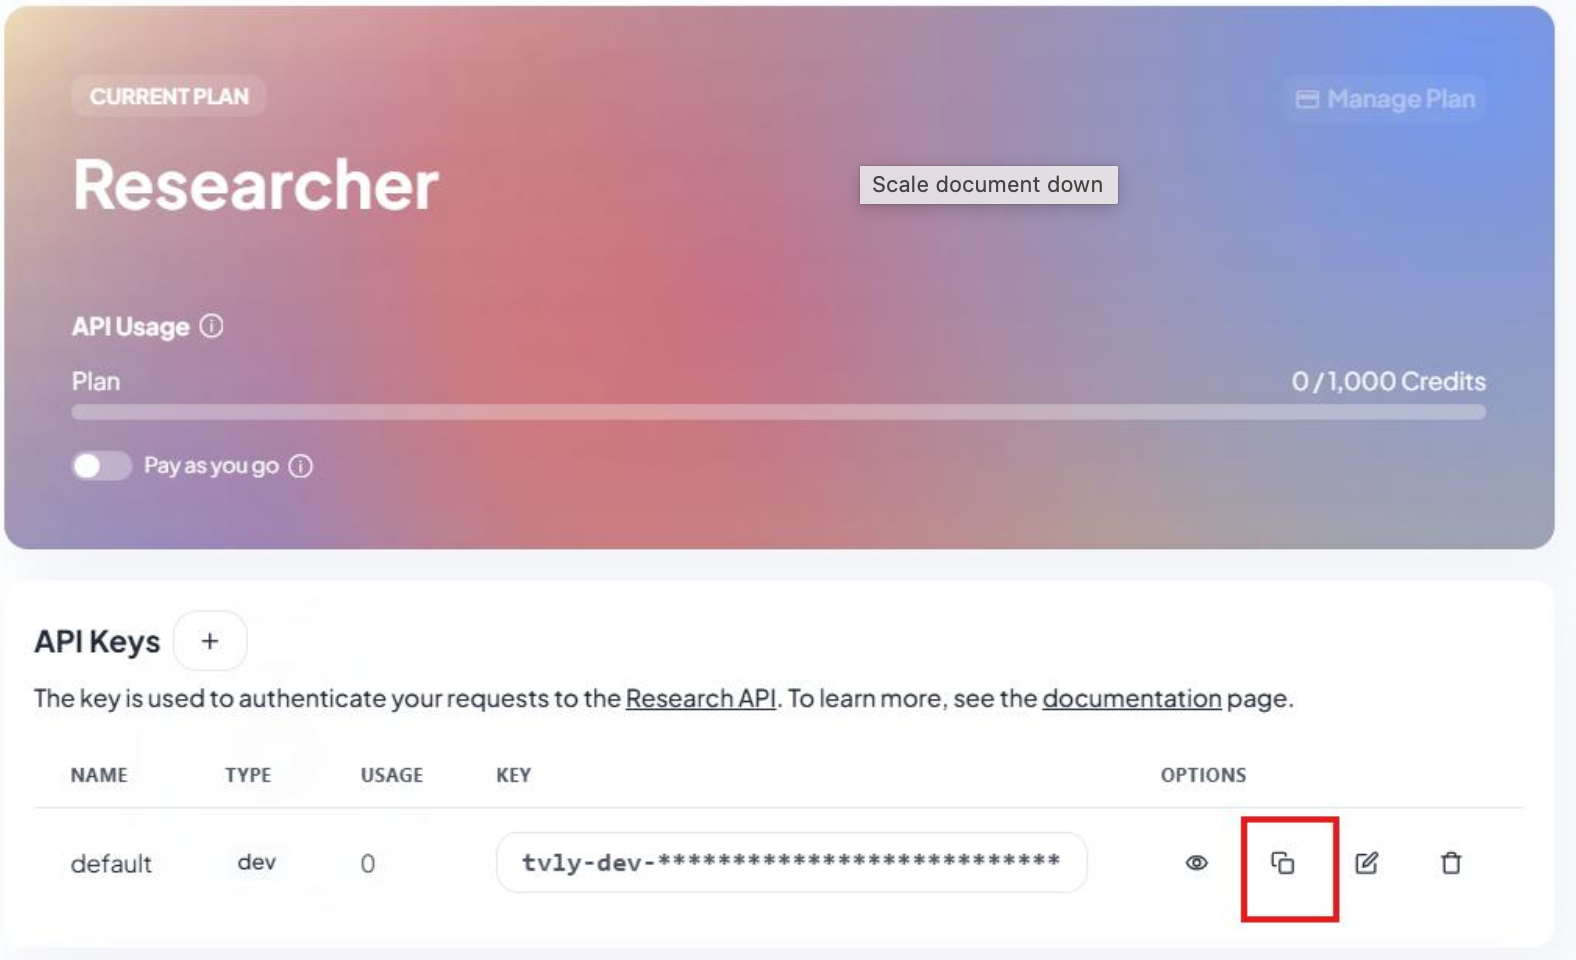 CURRENT PLAN
Manage Plan
Researcher
Scale document down
API Usage
Plan
0 / 1,000 Credits
Pay as you go
API Keys +
The key is used to authenticate your requests to the Research API. To learn more, see the documentation page.
NAME TYPE USAGE KEY OPTIONS
default dev 0 tvly-dev-***************************